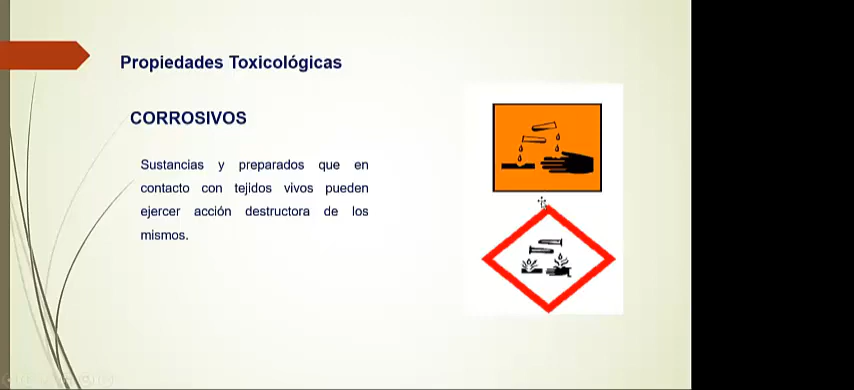 Propiedades Toxicológicas
CORROSIVOS
Sustancias y preparados que en
contacto con tejidos vivos pueden
ejercer acción destructora de los
mismos.